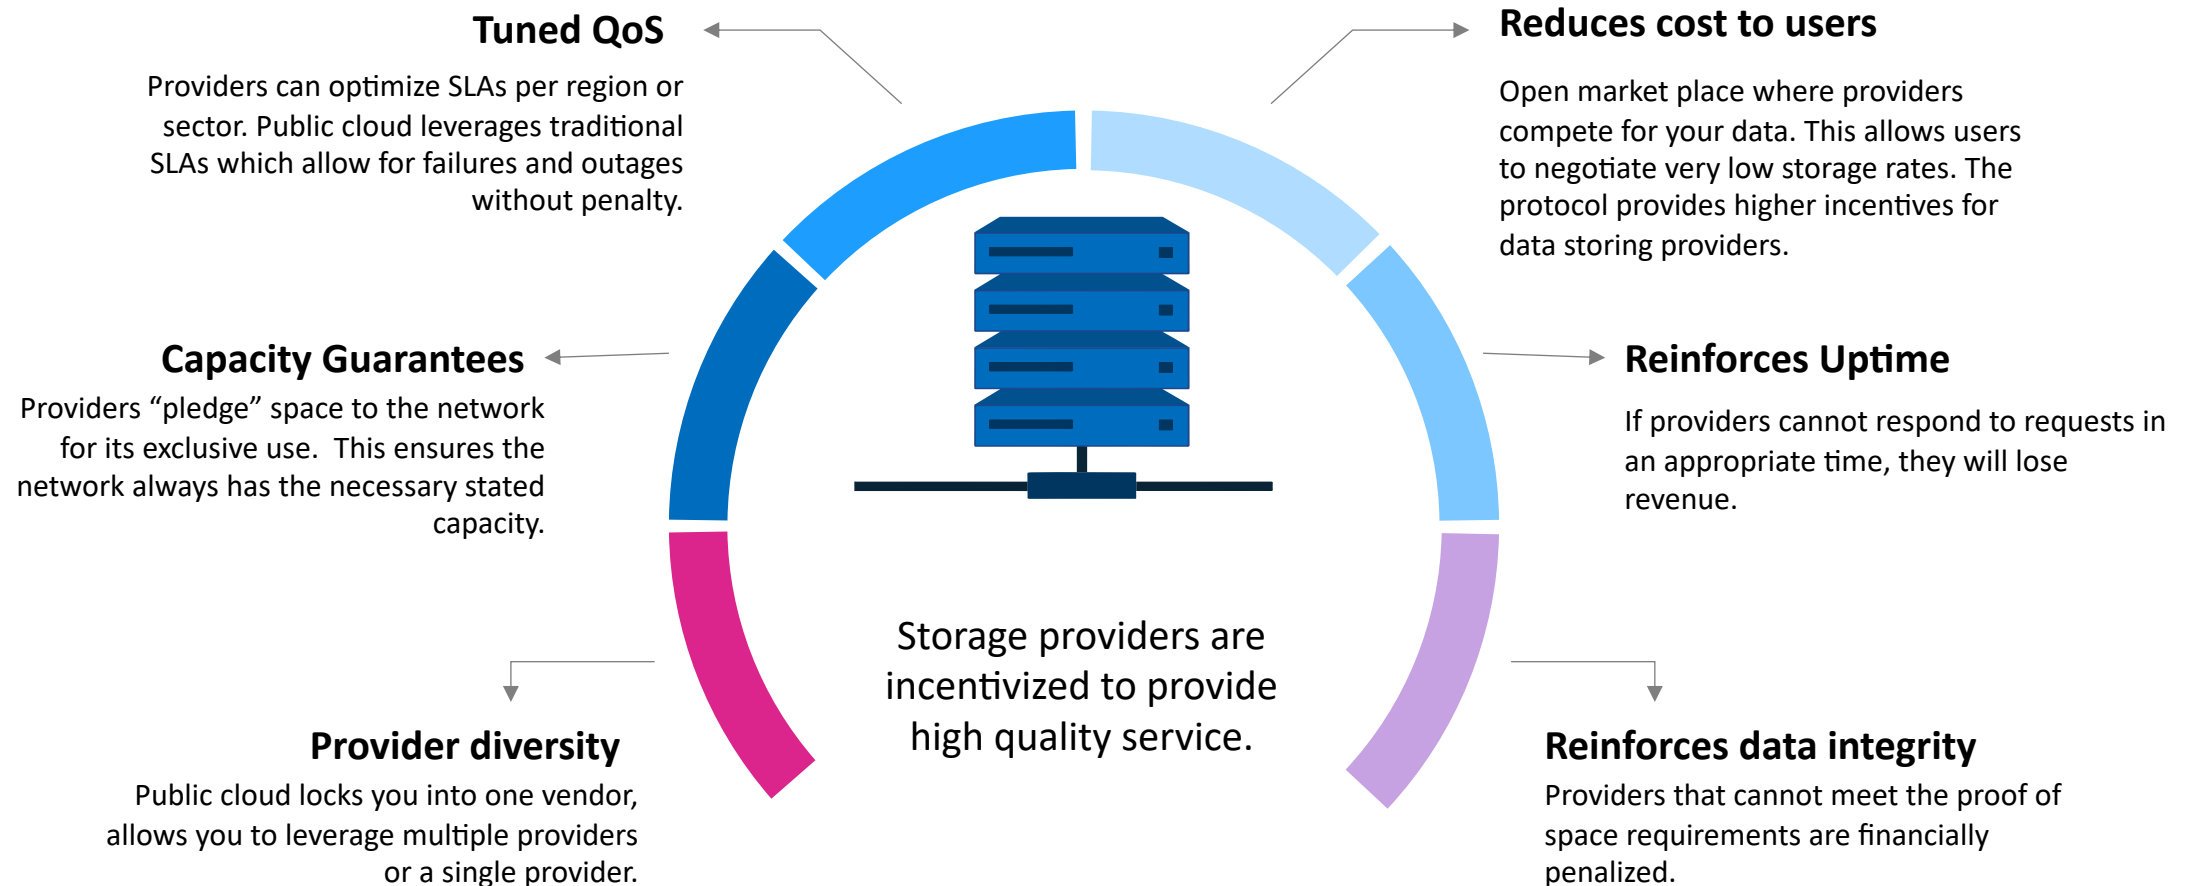 Tuned QoS
Providers can optimize SLAs per region or
sector. Public cloud leverages traditional
SLAs which allow for failures and outages
without penalty.
Capacity Guarantees
Providers “pledge” space to the network
for its exclusive use.  This ensures the
network always has the necessary stated
capacity.
Provider diversity
Public cloud locks you into one vendor,
allows you to leverage multiple providers
or a single provider.
Storage providers are
incentivized to provide
high quality service.
Reduces cost to users
Open market place where providers
compete for your data. This allows users
to negotiate very low storage rates. The
protocol provides higher incentives for
data storing providers.
Reinforces Uptime
If providers cannot respond to requests in
an appropriate time, they will lose
revenue.
Reinforces data integrity
Providers that cannot meet the proof of
space requirements are financially
penalized.